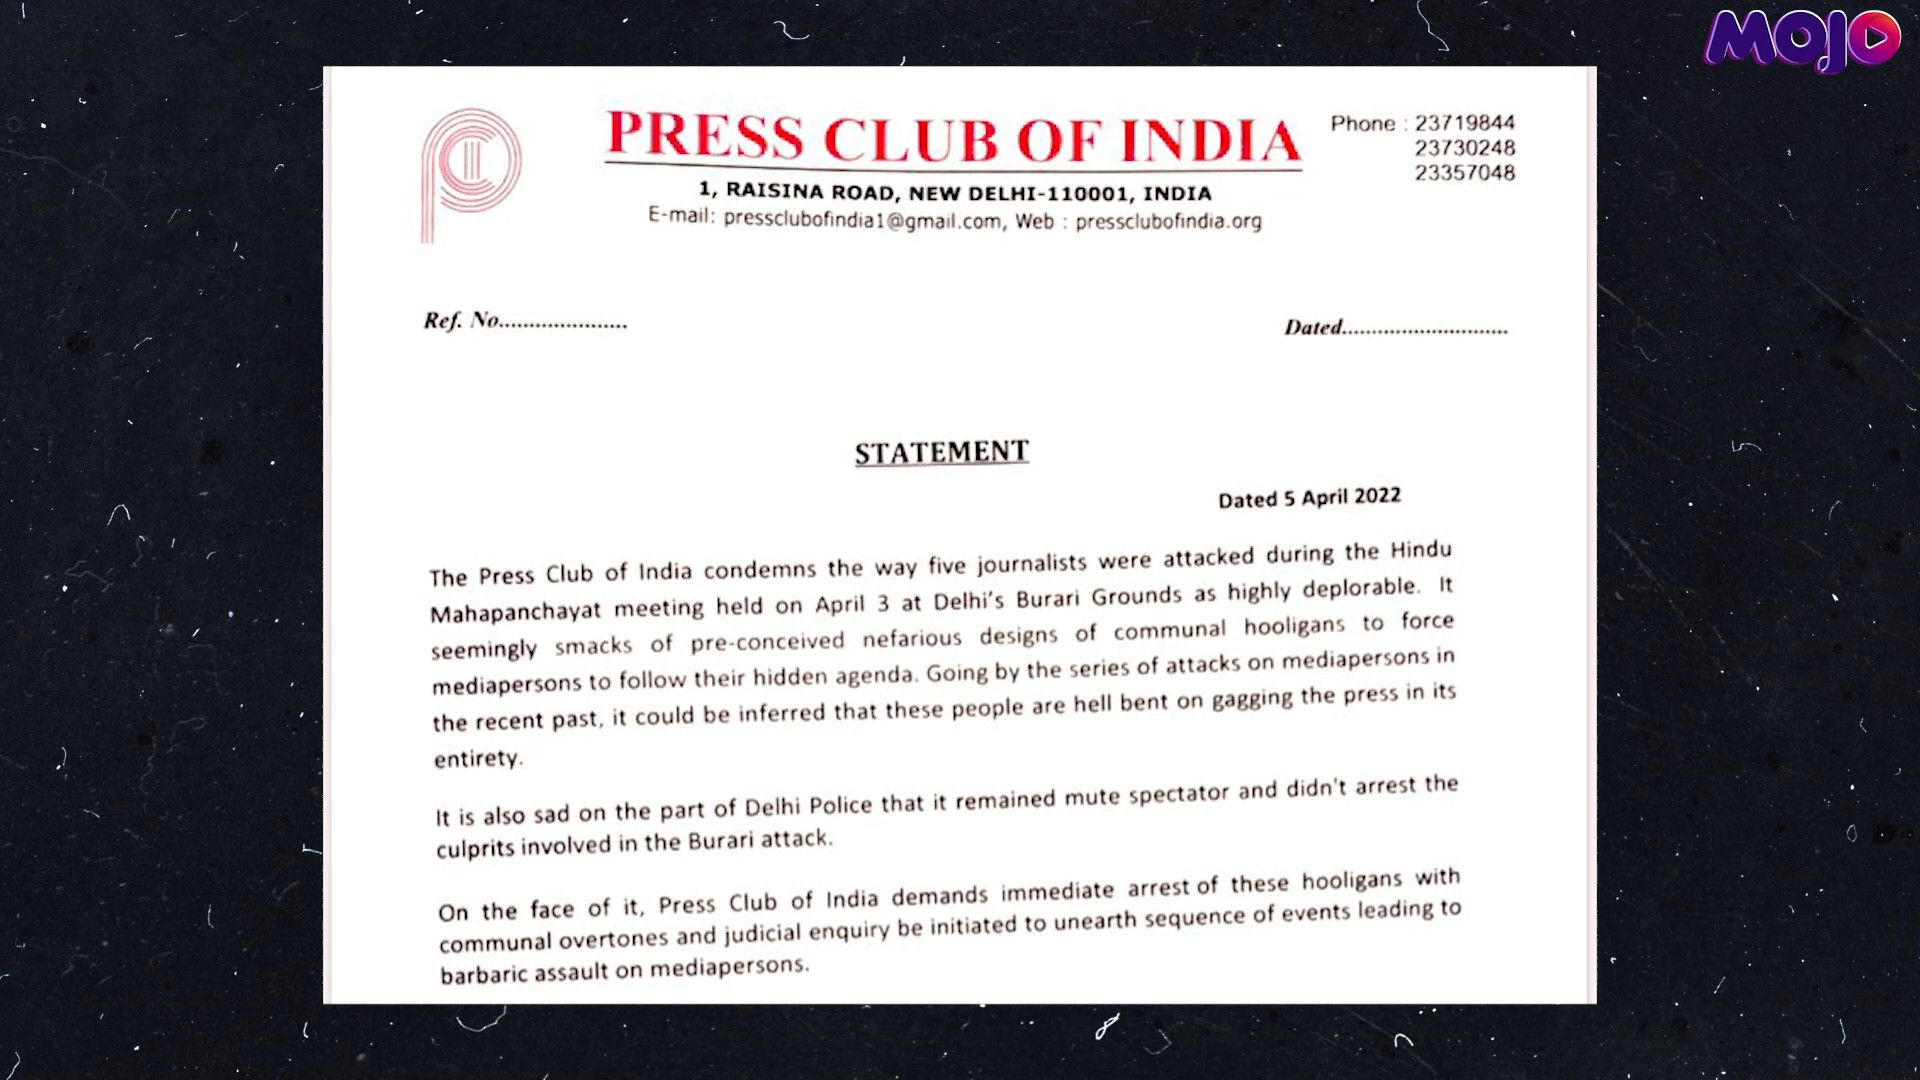 MOJO
PRESS CLUB OF INDIA
1, RAISINA ROAD, NEW DELHI-110001, INDIA
E-mail: pressclubofindia1@gmail.com, Web : pressclubofindia.org
Phone : 23719844
23730248
23357048
Ref. No.....................
Dated............................
STATEMENT
Dated 5 April 2022
The Press Club of India condemns the way five journalists were attacked during the Hindu
Mahapanchayat meeting held on April 3 at Delhi's Burari Grounds as highly deplorable. It
seemingly smacks of pre-conceived nefarious designs of communal hooligans to force
mediapersons to follow their hidden agenda. Going by the series of attacks on mediapersons in
the recent past, it could be inferred that these people are hell bent on gagging the press in its
entirety.
It is also sad on the part of Delhi Police that it remained mute spectator and didn't arrest the
culprits involved in the Burari attack.
On the face of it, Press Club of India demands immediate arrest of these hooligans with
communal overtones and judicial enquiry be initiated to unearth sequence of events leading to
barbaric assault on mediapersons.